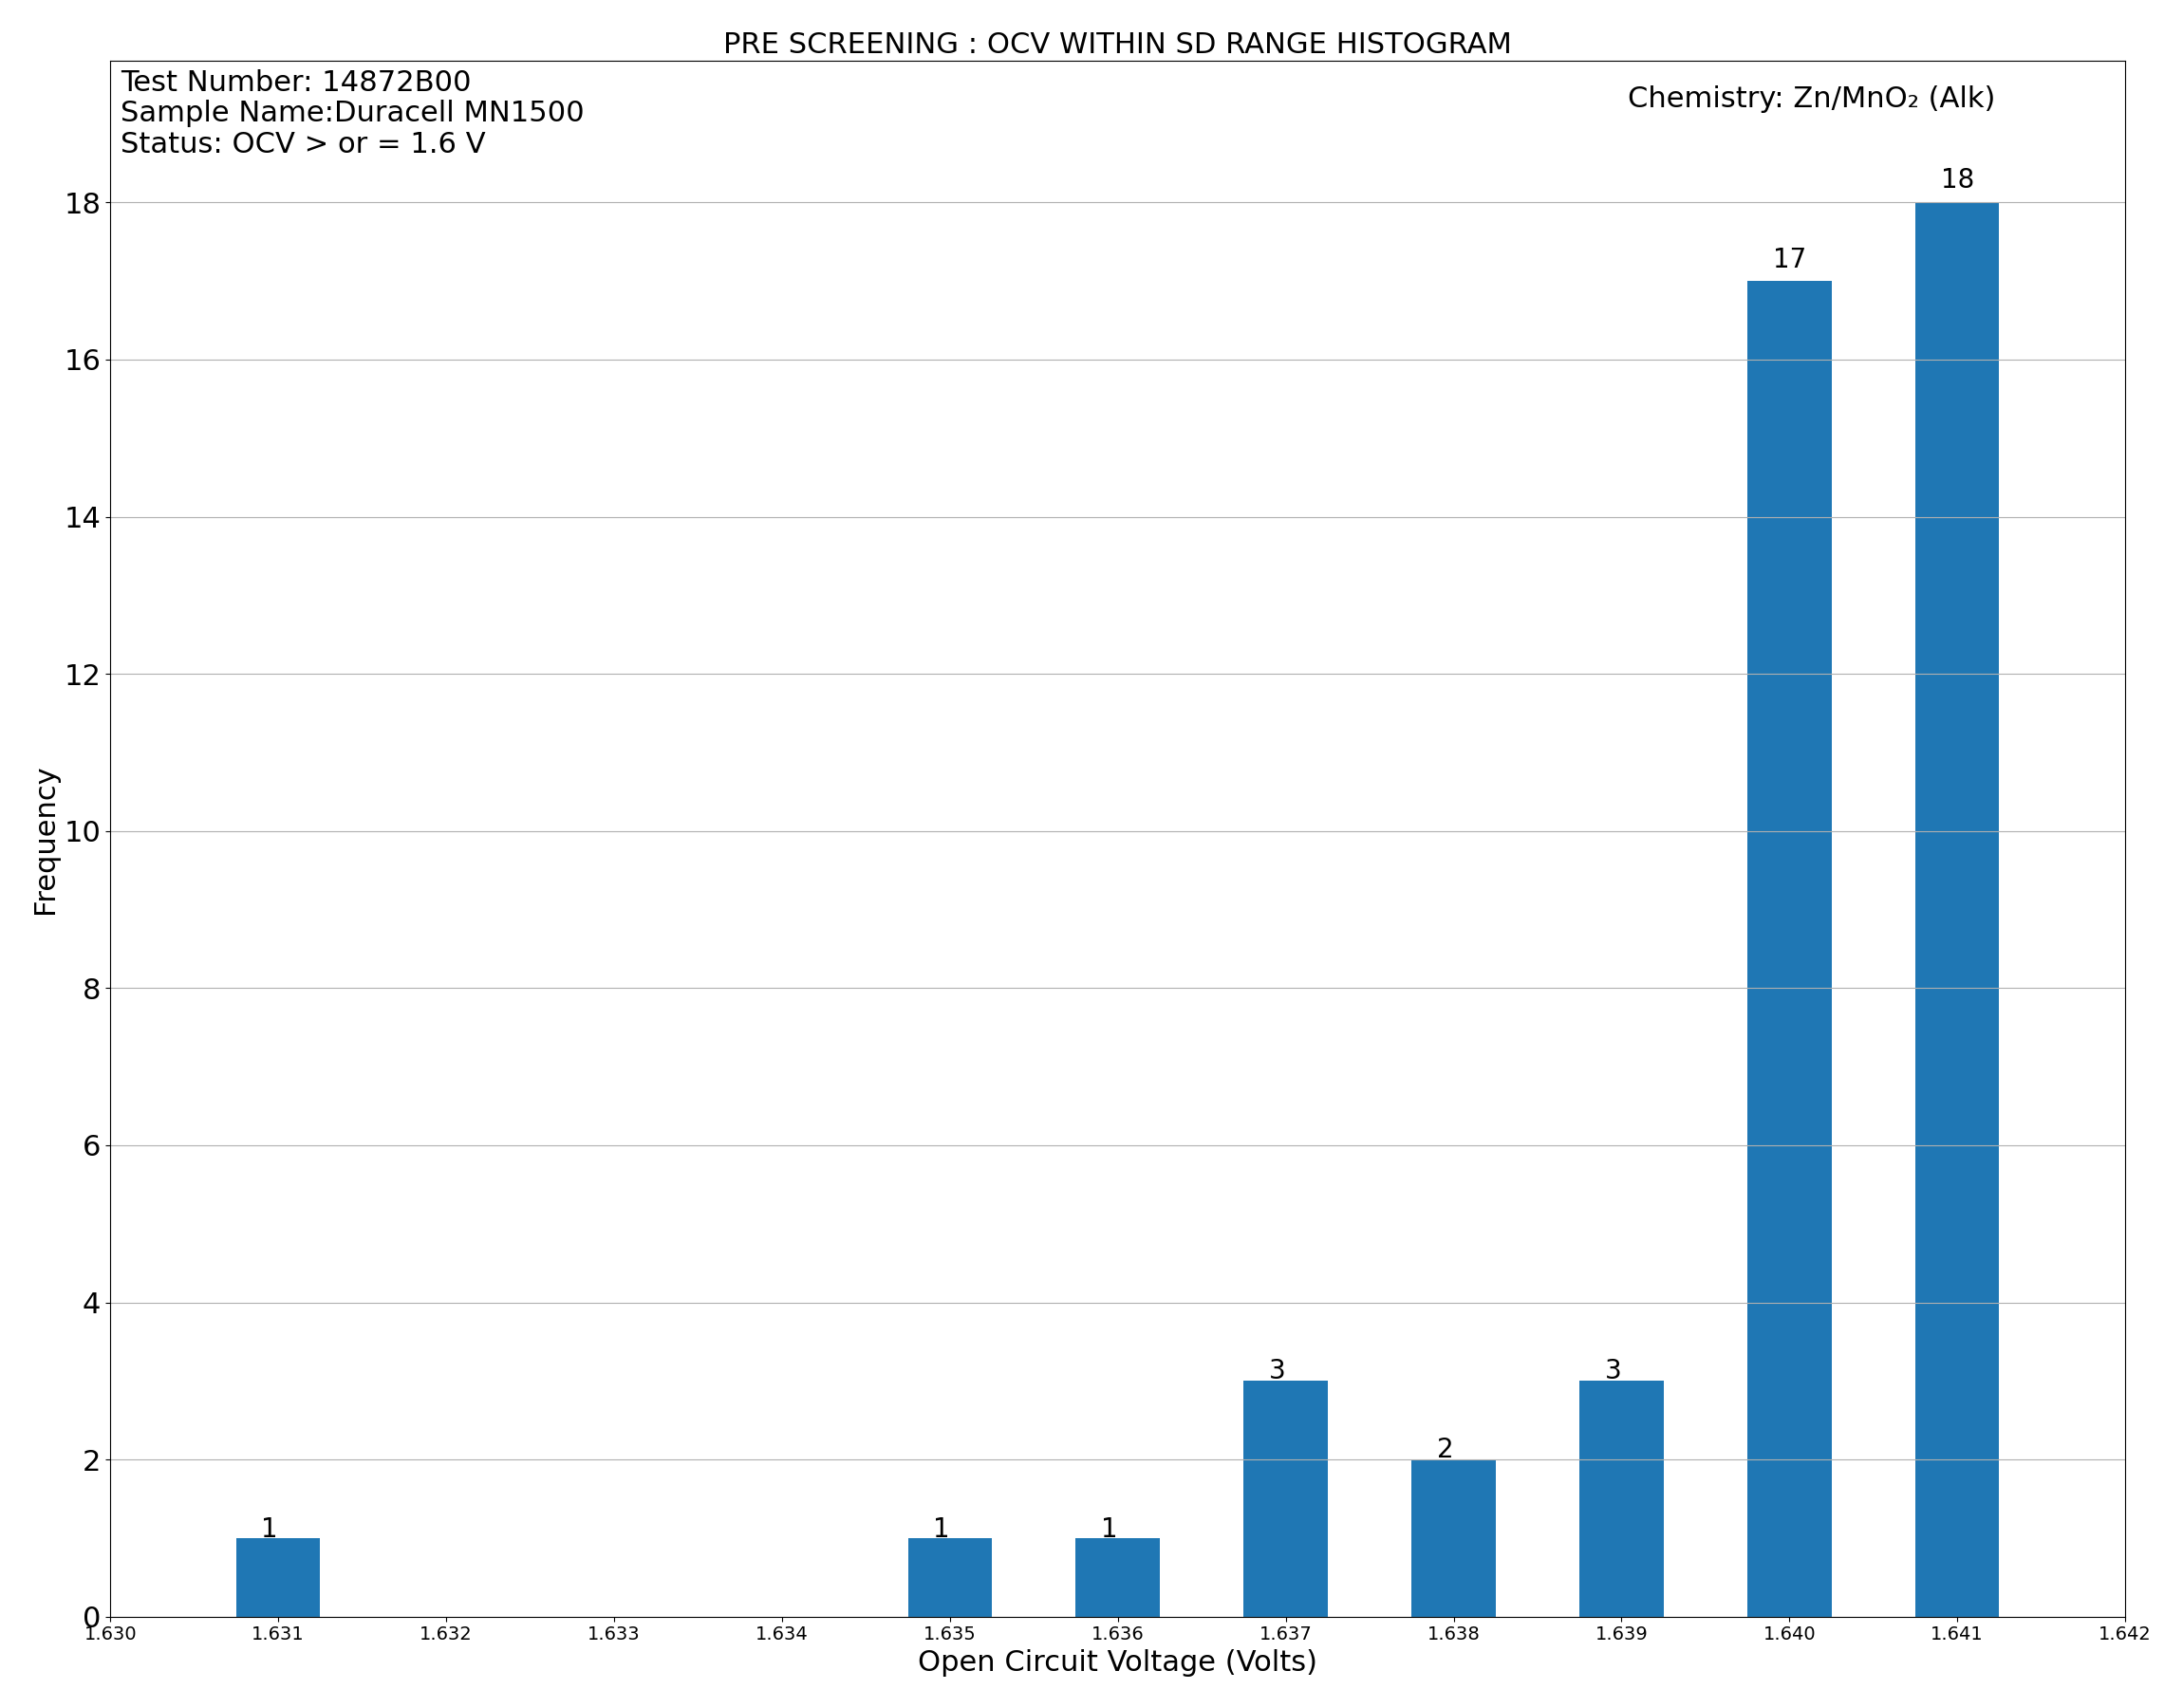 PRE SCREENING : OCV WITHIN SD RANGE HISTOGRAM
Test Number: 14872B00
Sample Name:Duracell MN1500
Status: OCV > or = 1.6 V
Chemistry: Zn/MnO₂ (Alk)
18
17
3
3
2
1
1
1
Frequency
18
16
14
12
10
8
6
4
2
0
1.630 1.631 1.632 1.633 1.634 1.635 1.636 1.637 1.638 1.639 1.640 1.641 1.642
Open Circuit Voltage (Volts)